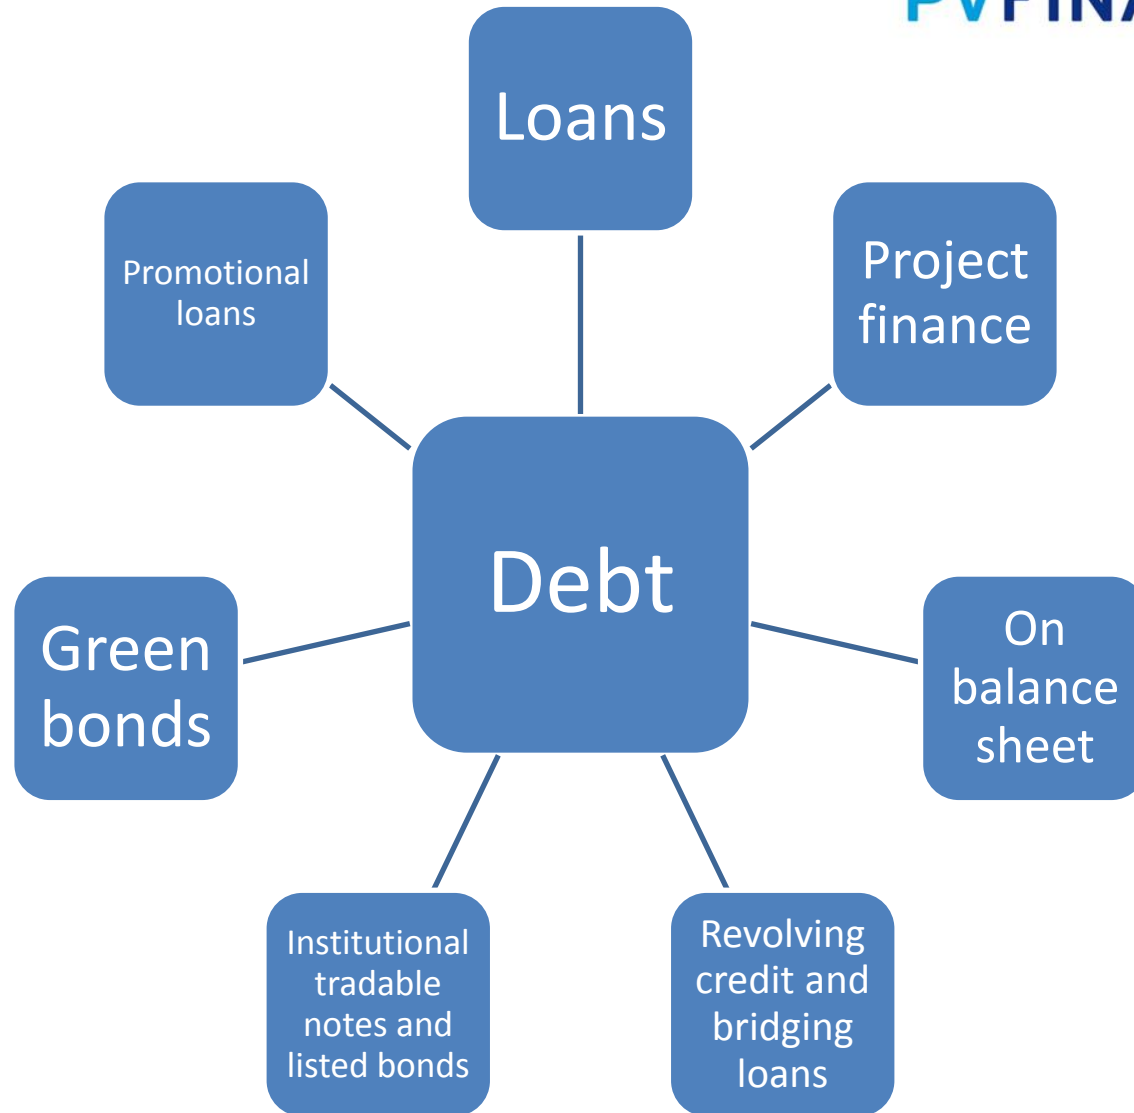 PVFINA
Loans
Project
finance
Promotional
loans
Debt
On
balance
sheet
Green
bonds
Revolving
credit and
bridging
loans
Institutional
tradable
notes and
listed bonds